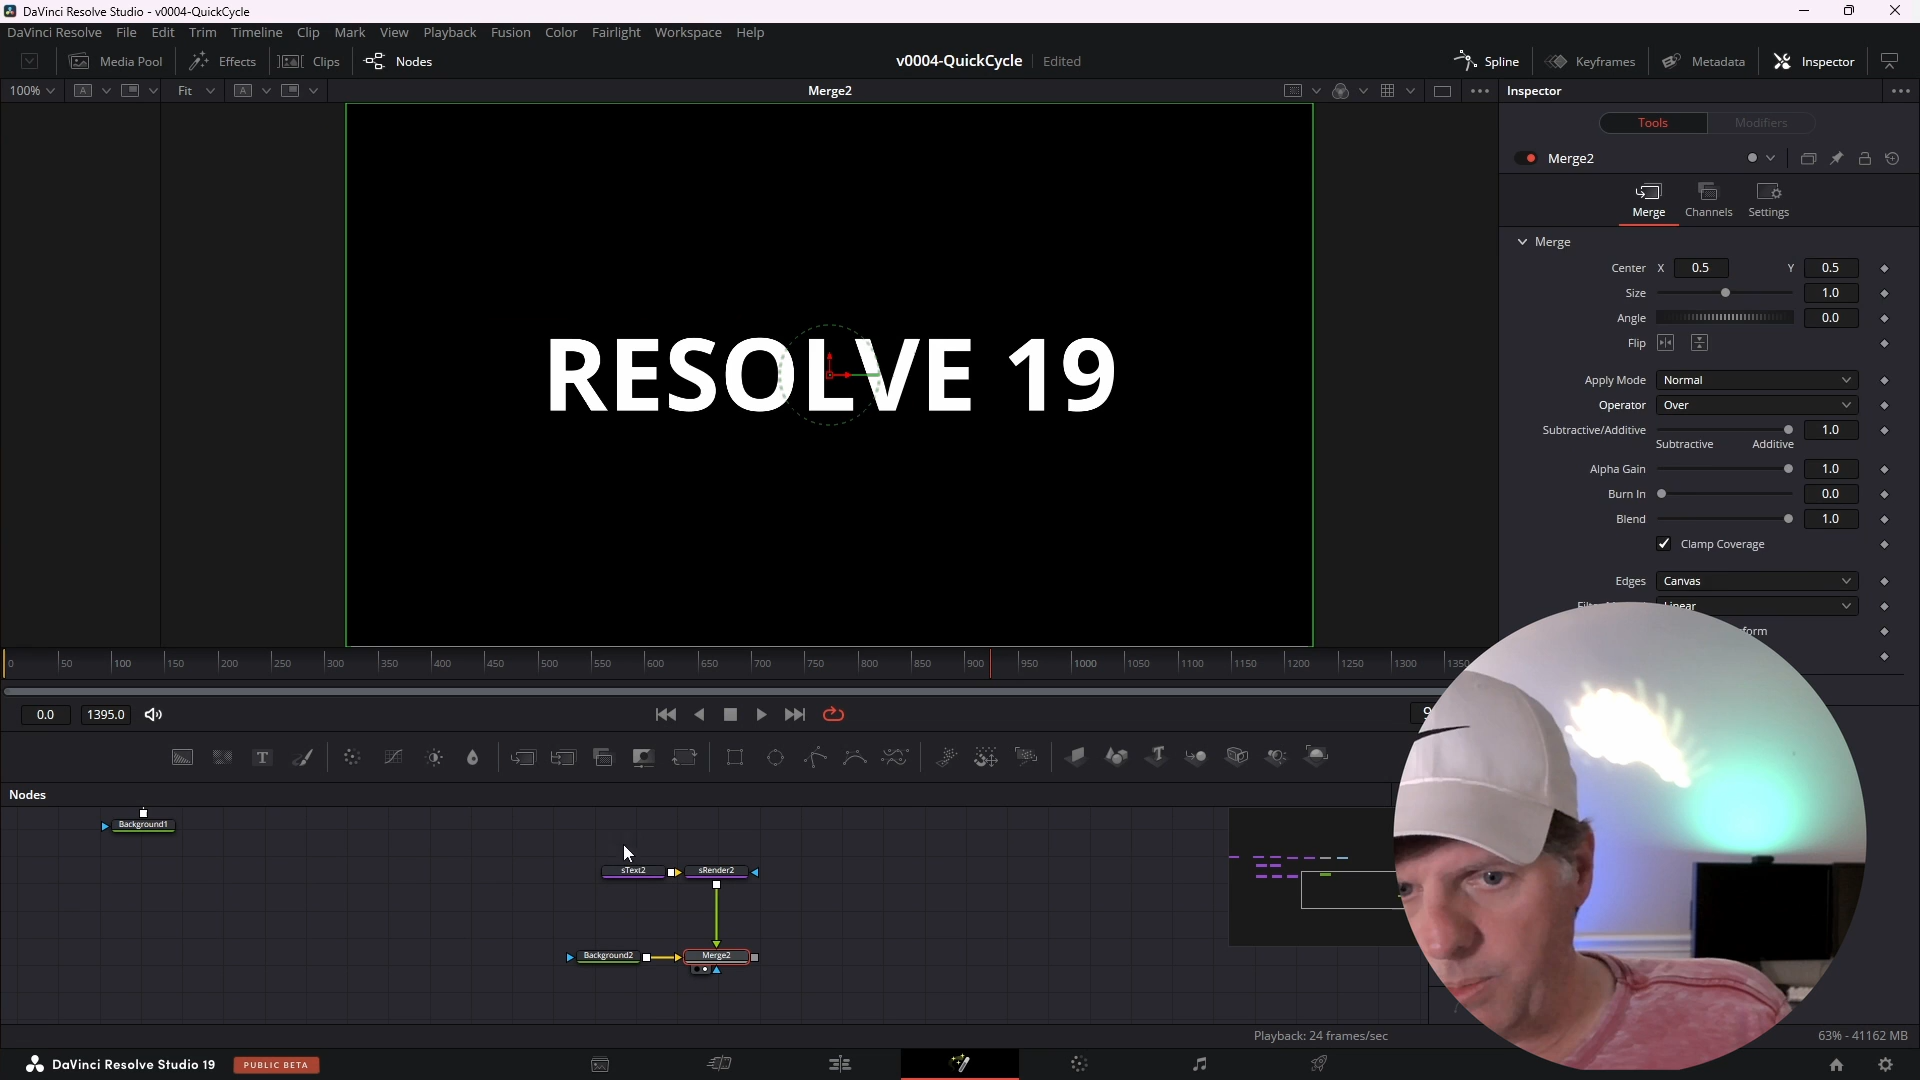 DaVinci Resolve Studio - v0004-QuickCycle
DaVinci Resolve File Edit Trim Timeline Clip Mark View Playback Fusion Color Fairlight Workspace Help
Media Pool Effects Clips Nodes v0004-QuickCycle Edited Spline Keyframes Metadata Inspector
100% A Fit A Merge2 Inspector
Tools Modifiers
Merge2
Merge Channels Settings
Merge
Center X 0.5 Y 0.5
Size 1.0
Angle 0.0
Flip
Apply Mode Normal
Operator Over
Subtractive/Additive 1.0
Subtractive Additive
Alpha Gain 1.0
Burn In 0.0
Blend 1.0
Clamp Coverage
Edges Canvas
Linear
RESOLVE 19
0 50 100 150 200 250 300 350 400 450 500 550 600 650 700 750 800 850 900 950 1000 1050 1100 1150 1200 1250 1300 1350
0.0 1395.0
T
Nodes
Background1
sText2 sRender2
Background2 Merge2
Playback: 24 frames/sec 63% - 41162 MB
DaVinci Resolve Studio 19 PUBLIC BETA